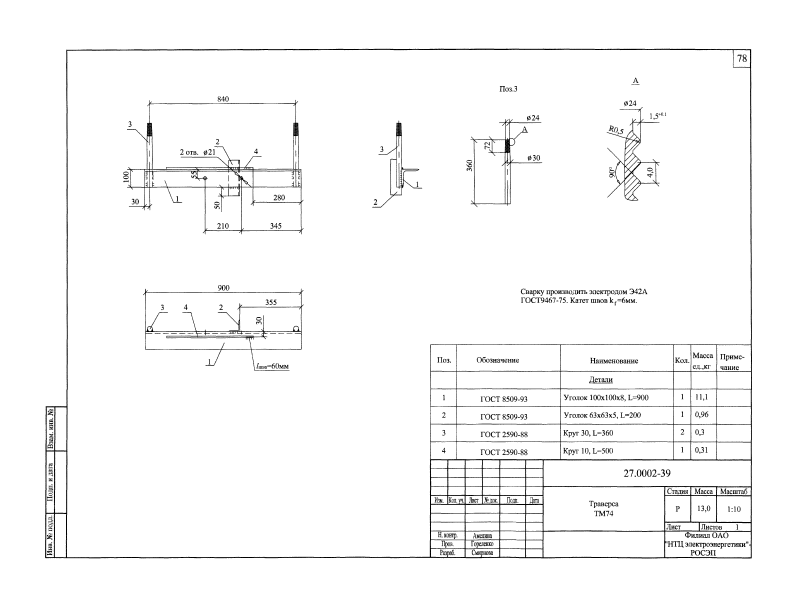 78
840
3
2
2 отв. ø21
4
100
55
30
1
50
280
210
345
3
1
2
Поз.3
ø24
А
72
360
ø30
А
ø24
1,5+0.1
R0,5
90°
4,0
900
355
3
4
2
30
1
lшв=60мм
Сварку производить электродом Э42А
ГОСТ9467-75. Катет швов kf=6мм.
Поз. Обозначение Наименование Кол. Масса ед.,кг Приме-чание
Детали
1 ГОСТ 8509-93 Уголок 100х100х8, L=900 1 11,1
2 ГОСТ 8509-93 Уголок 63х63х5, L=200 1 0,96
3 ГОСТ 2590-88 Круг 30, L=360 2 0,3
4 ГОСТ 2590-88 Круг 10, L=500 1 0,31
27.0002-39
Изм. Кол. уч. Лист № док. Подп. Дата
Траверса
ТМ74
Стадия Масса Масштаб
Р 13,0 1:10
Лист Листов 1
Н. контр. Амелина
Пров. Гореленко
Разраб. Смирнова
Филиал ОАО
"НТЦ электроэнергетики"-
РОСЭП
Взам. инв. №
Подп. и дата
Инв. № подл.